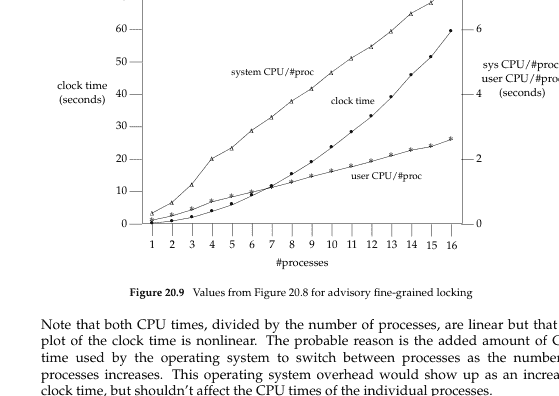 60
50
40
30
20
10
0
clock time
(seconds)
system CPU/#proc
clock time
user CPU/#proc
6
4
2
0
sys CPU/#proc
user CPU/#proc
(seconds)
1 2 3 4 5 6 7 8 9 10 11 12 13 14 15 16
#processes
Figure 20.9 Values from Figure 20.8 for advisory fine-grained locking
Note that both CPU times, divided by the number of processes, are linear but that
plot of the clock time is nonlinear. The probable reason is the added amount of C
time used by the operating system to switch between processes as the number
processes increases. This operating system overhead would show up as an increa
clock time, but shouldn't affect the CPU times of the individual processes.